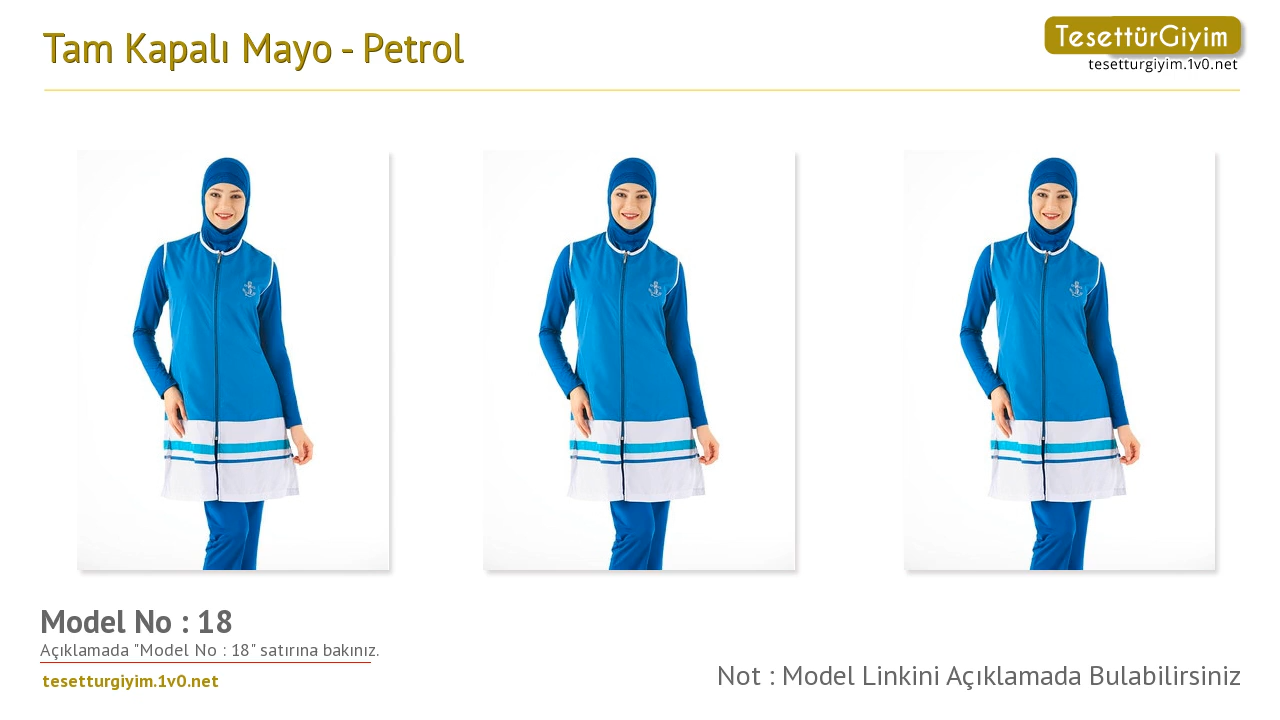 Tam Kapalı Mayo - Petrol
TesettürGiyim
tesetturgiyim.1v0.net
Model No : 18
Açıklamada "Model No : 18" satırına bakınız.
tesetturgiyim.1v0.net
Not : Model Linkini Açıklamada Bulabilirsiniz